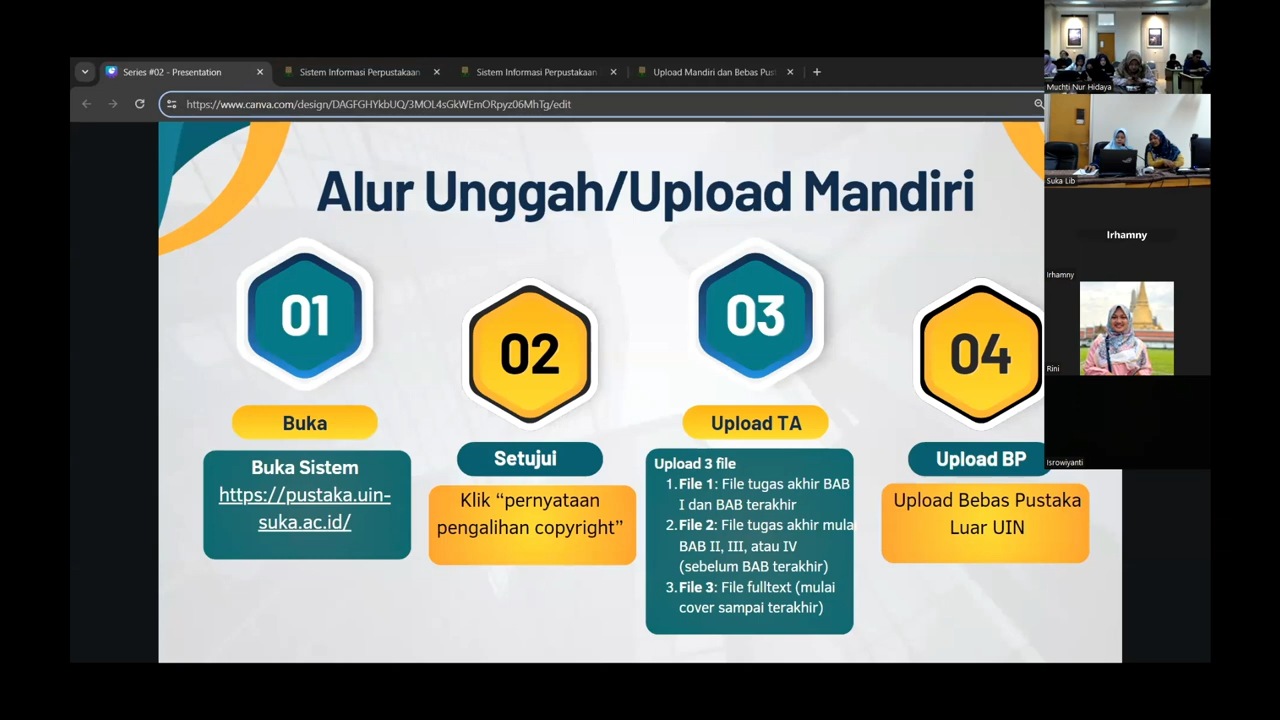 Series #02 - Presentation
Sistem Informasi Perpustakaan
Sistem Informasi Perpustakaan
Upload Mandiri dan Bebas Pust
https://www.canva.com/design/DAGFGHYkbUQ/3MOL4sGkWEmORpyz06MhTg/edit
Alur Unggah/Upload Mandiri
01
Buka
Buka Sistem
https://pustaka.uin-
suka.ac.id/
02
Setujui
Klik “pernyataan
pengalihan copyright”
03
Upload TA
Upload 3 file
1. File 1: File tugas akhir BAB
I dan BAB terakhir
2. File 2: File tugas akhir mulai
BAB II, III, atau IV
(sebelum BAB terakhir)
3. File 3: File fulltext (mulai
cover sampai terakhir)
04
Upload BP
Upload Bebas Pustaka
Luar UIN
Muchti Nur Hidaya
Suka Lib
Irhamny
Irhamny
Rini
Isrowiyanti